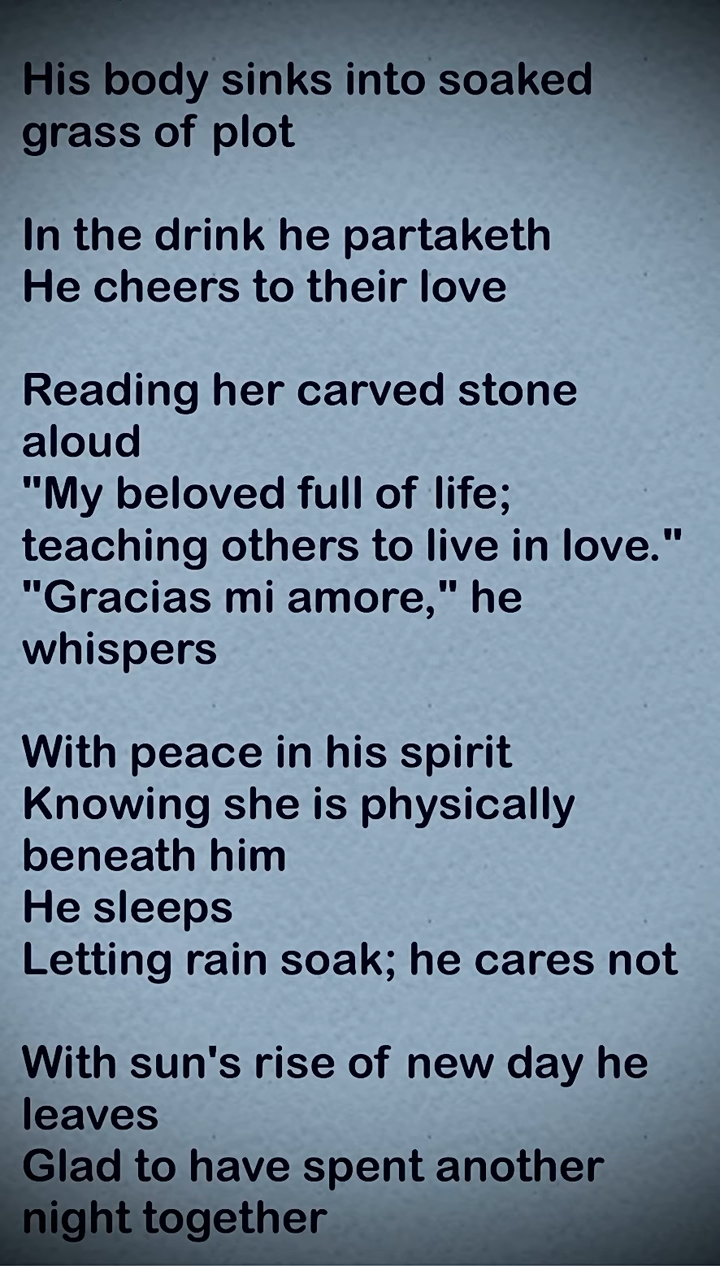 His body sinks into soaked
grass of plot
In the drink he partaketh
He cheers to their love
Reading her carved stone
aloud
"My beloved full of life;
teaching others to live in love."
"Gracias mi amore," he
whispers
With peace in his spirit
Knowing she is physically
beneath him
He sleeps
Letting rain soak; he cares not
With sun's rise of new day he
leaves
Glad to have spent another
night together